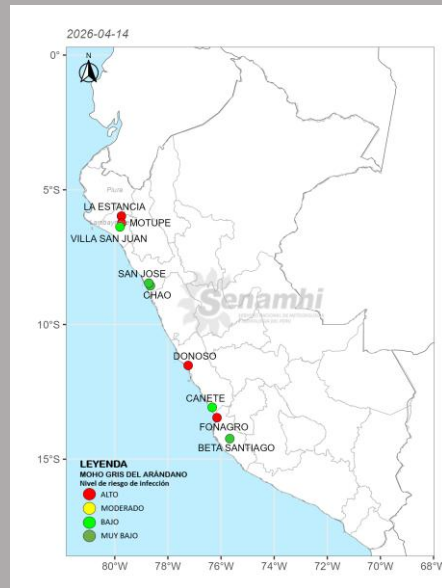 2026-04-14
N
0°
5°S
Piura
LA ESTANCIA
MOTUPE
VILLA SAN JUAN
SAN JOSE
CHAO
Senamhi
10°S
DONOSO
CAÑETE
FONAGRO
BETA SANTIAGO
15°S
LEYENDA
MOHO GRIS DEL ARÁNDANO
Nivel de riesgo de infección
ALTO
MODERADO
BAJO
MUY BAJO
80°W 78°W 76°W 74°W 72°W 70°W 68°W